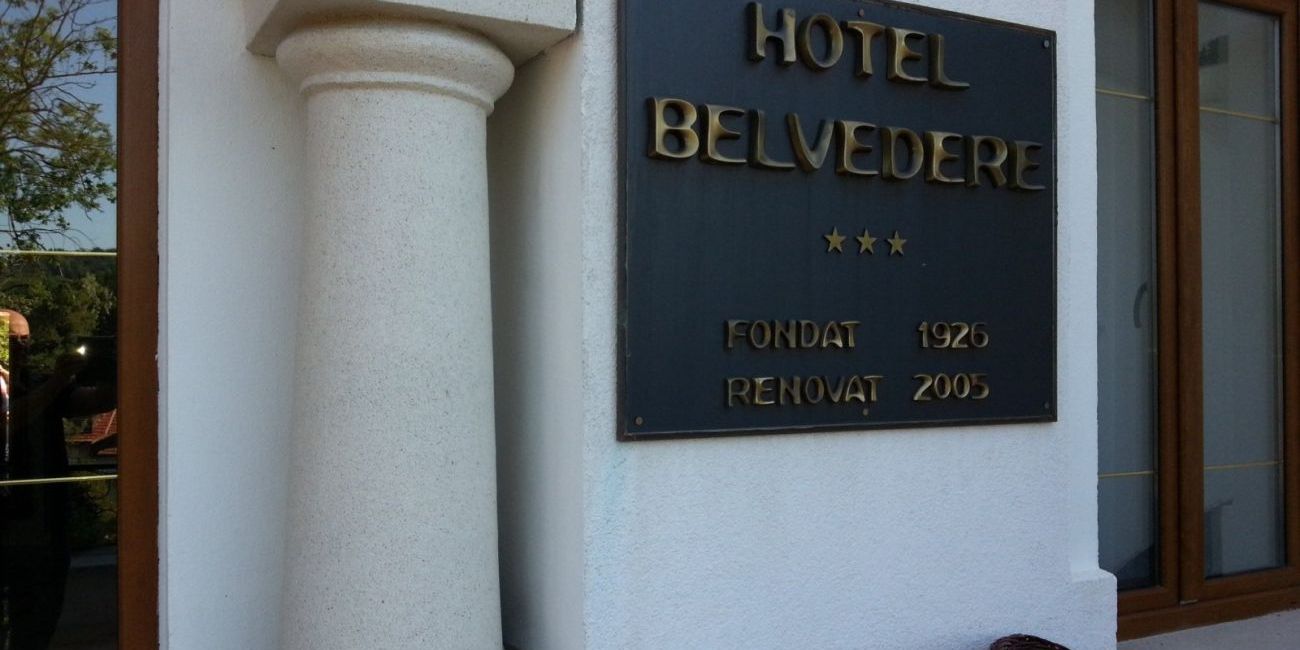 HOTEL
BELVEDERE
★★★
FONDAT 1926
RENOVAT 2005